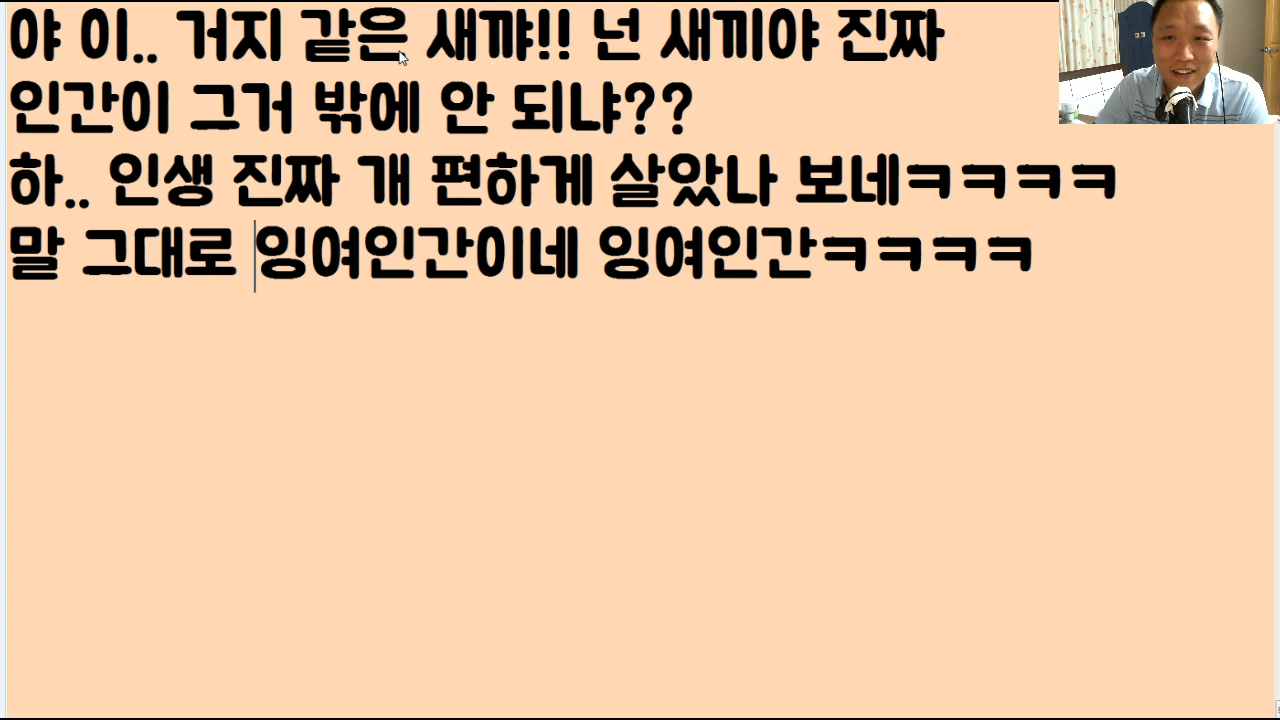 야 이.. 거지 같은 새꺄!! 넌 새끼야 진짜
인간이 그거 밖에 안 되냐??
하.. 인생 진짜 개 편하게 살았나 보네ㅋㅋㅋㅋ
말 그대로 잉여인간이네 잉여인간ㅋㅋㅋㅋ